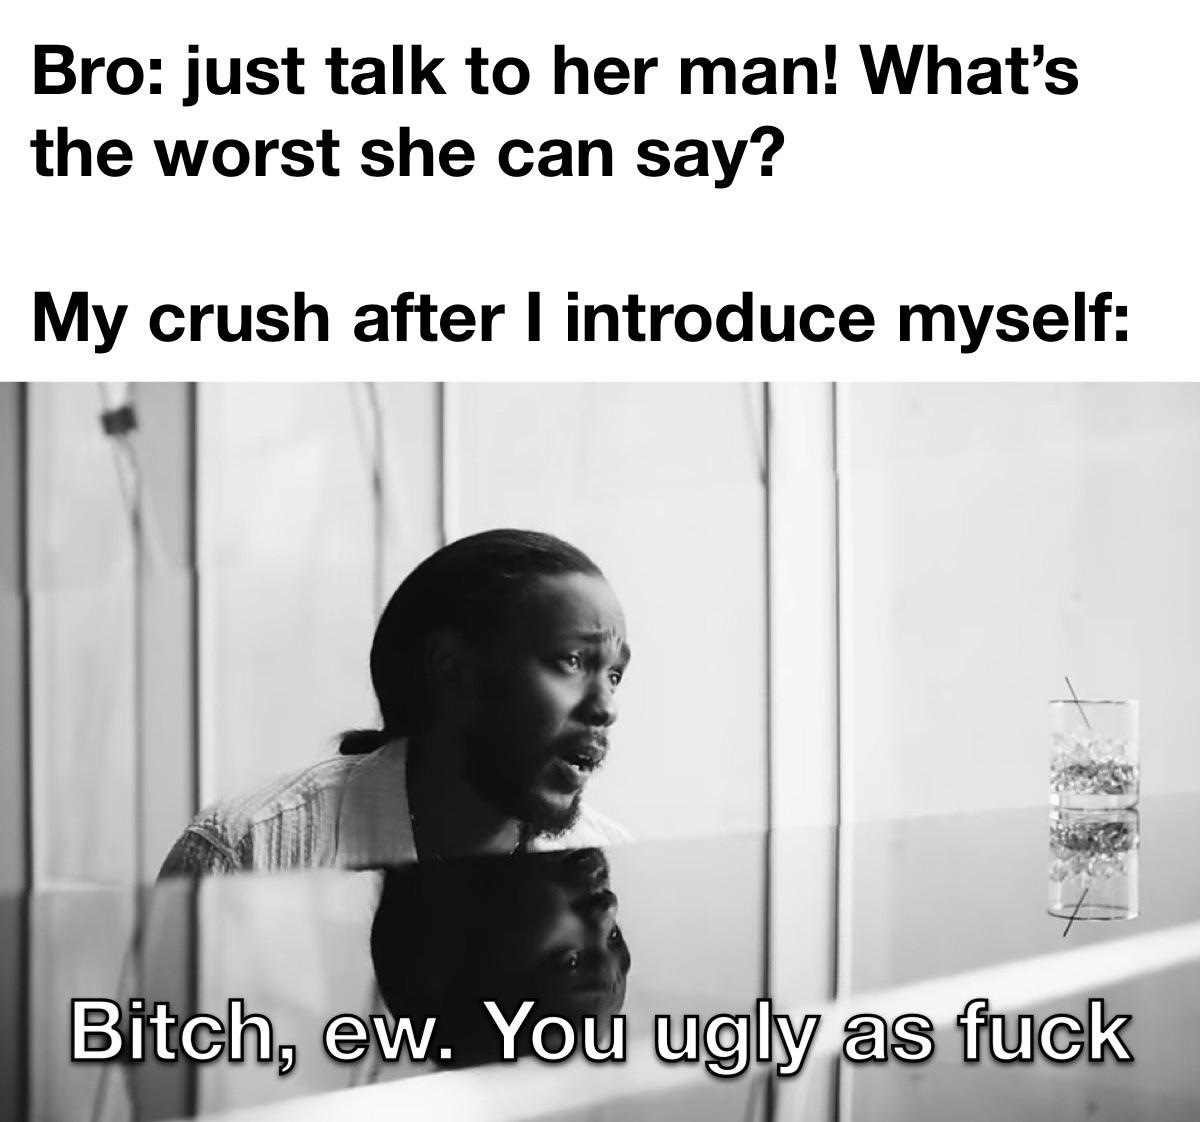 Bro: just talk to her man! What’s
the worst she can say?
My crush after I introduce myself:
Bitch, ew. You ugly as fuck